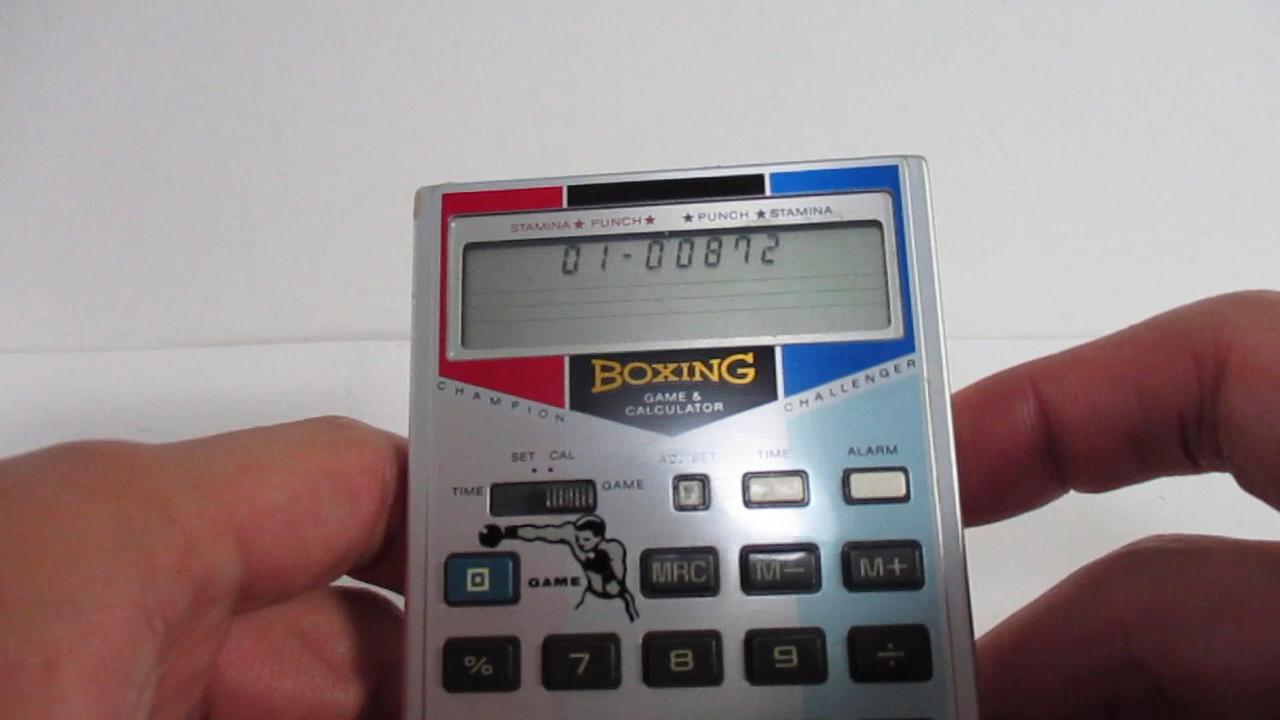 STAMINA★ PUNCH★ ★PUNCH ★STAMINA
01-00872
BOXING
GAME &
CALCULATOR
CHAMPION
CHALLENGER
SET CAL
ADJ/SET
TIME
ALARM
TIME
GAME
GAME
MRC
M−
M+
%
7
8
9
÷